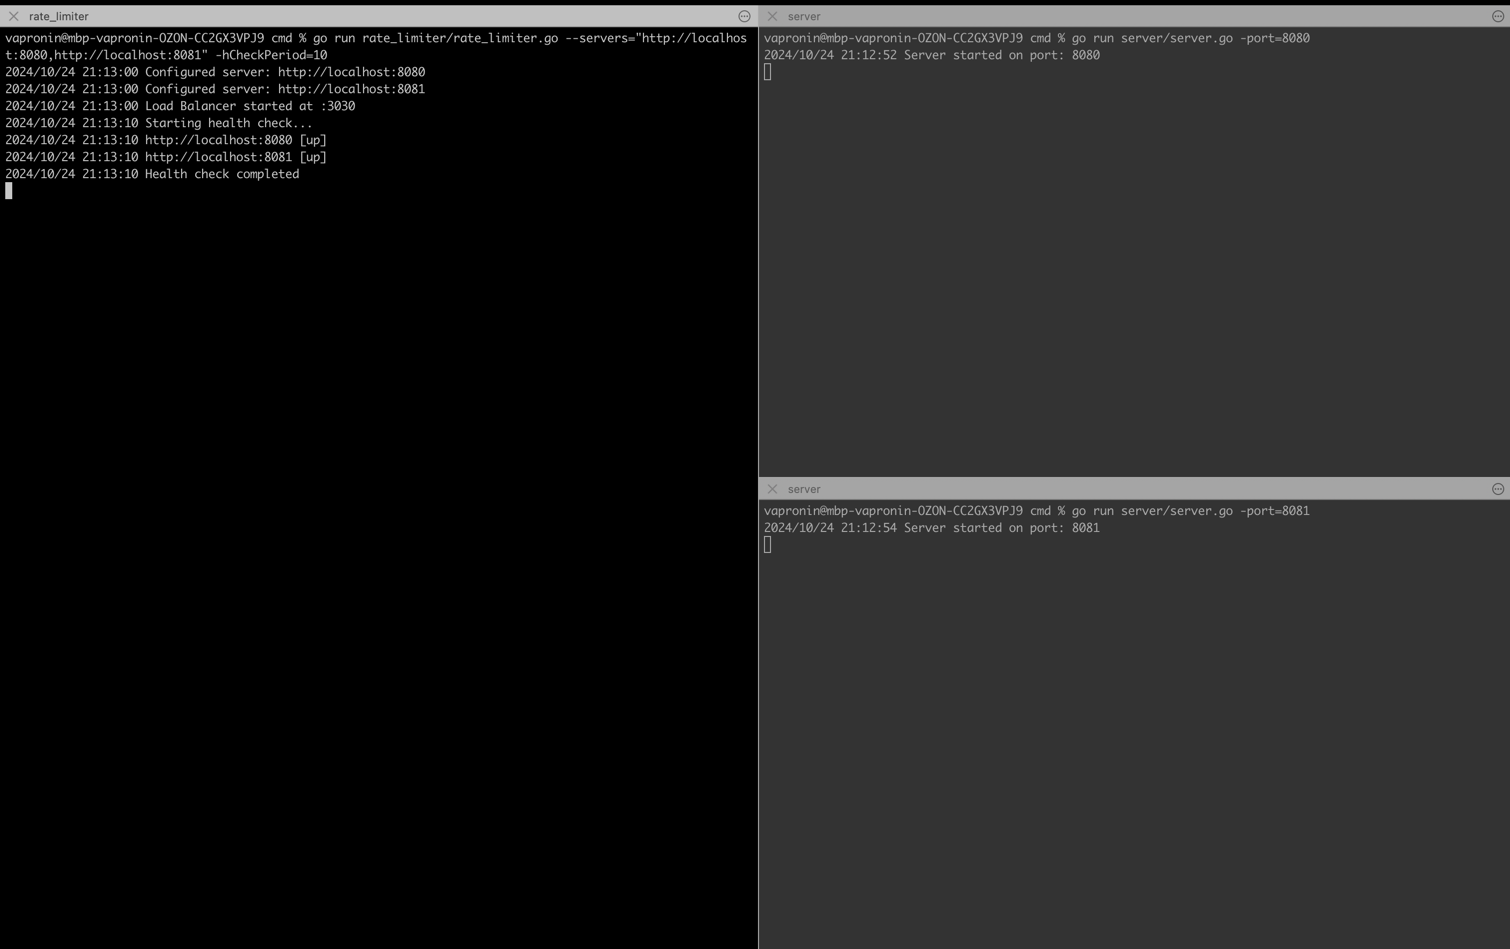 rate_limiter
vapronin@mbp-vapronin-OZON-CC2GX3VPJ9 cmd % go run rate_limiter/rate_limiter.go --servers="http://localhos
t:8080,http://localhost:8081" -hCheckPeriod=10
2024/10/24 21:13:00 Configured server: http://localhost:8080
2024/10/24 21:13:00 Configured server: http://localhost:8081
2024/10/24 21:13:00 Load Balancer started at :3030
2024/10/24 21:13:10 Starting health check...
2024/10/24 21:13:10 http://localhost:8080 [up]
2024/10/24 21:13:10 http://localhost:8081 [up]
2024/10/24 21:13:10 Health check completed
server
vapronin@mbp-vapronin-OZON-CC2GX3VPJ9 cmd % go run server/server.go -port=8080
2024/10/24 21:12:52 Server started on port: 8080
server
vapronin@mbp-vapronin-OZON-CC2GX3VPJ9 cmd % go run server/server.go -port=8081
2024/10/24 21:12:54 Server started on port: 8081